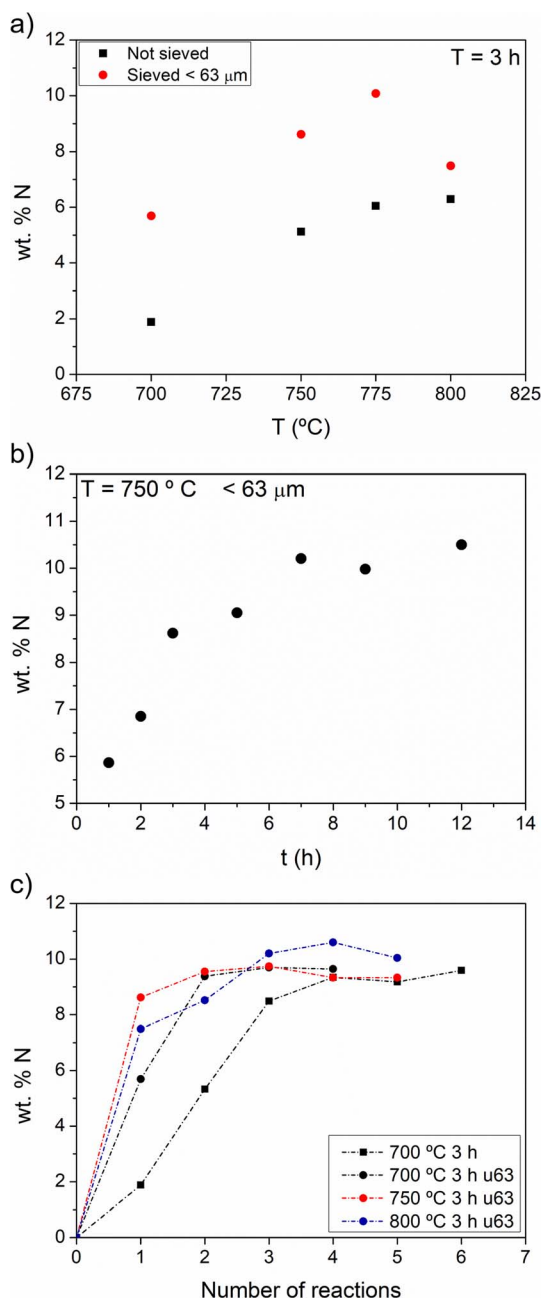 a)
Not sieved
Sieved < 63 μm
T = 3 h
12
10
8
6
4
2
0
wt. % N
675 700 725 750 775 800 825
T (ºC)
b)
T = 750 º C < 63 μm
12
11
10
9
8
7
6
5
wt. % N
0 2 4 6 8 10 12 14
t (h)
c)
12
10
8
6
4
2
0
wt. % N
700 ºC 3 h
700 ºC 3 h u63
750 ºC 3 h u63
800 ºC 3 h u63
0 1 2 3 4 5 6 7
Number of reactions